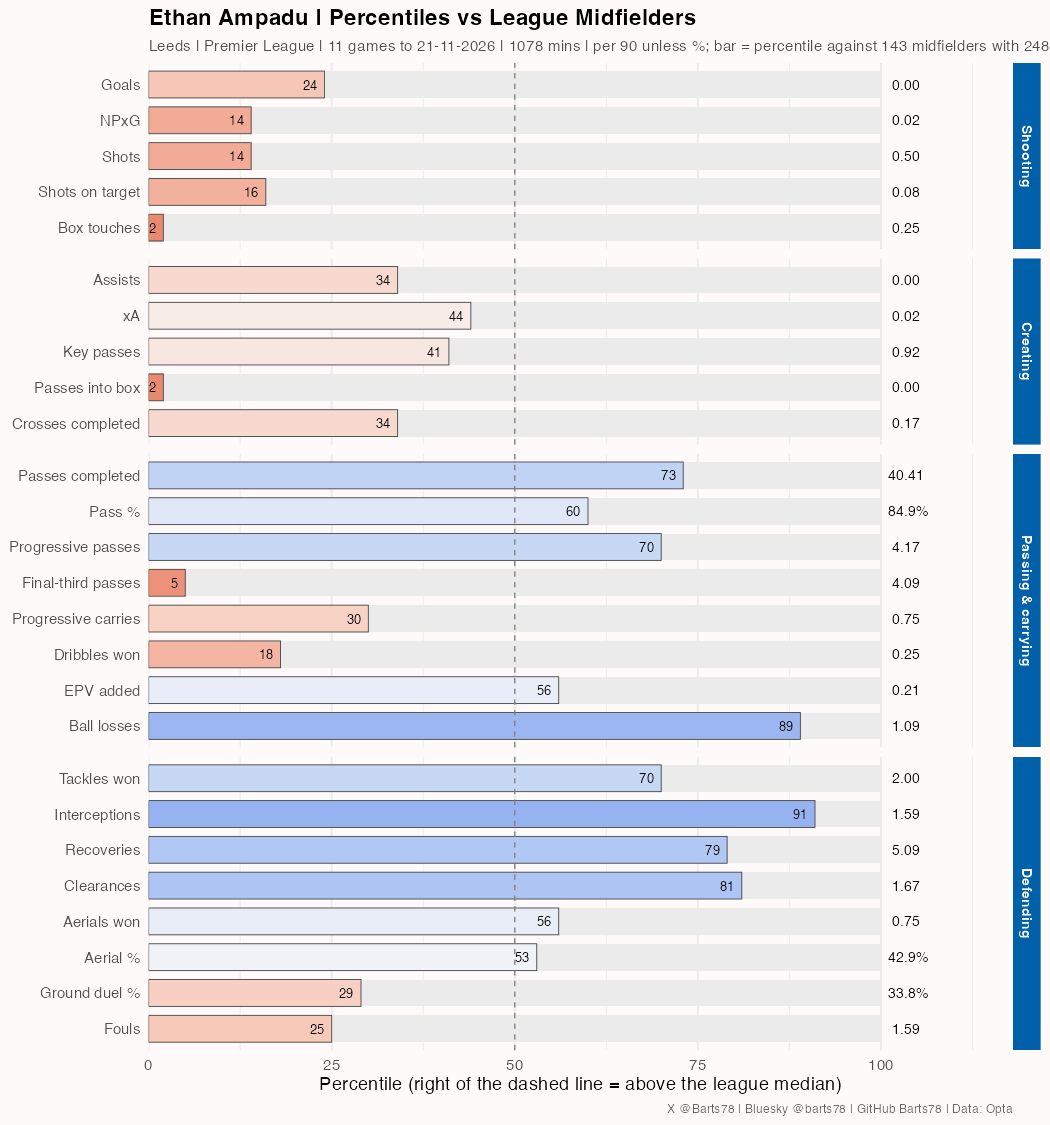 Ethan Ampadu | Percentiles vs League Midfielders
Leeds | Premier League | 11 games to 21-11-2026 | 1078 mins | per 90 unless %; bar = percentile against 143 midfielders with 248
Goals 24 0.00
NPxG 14 0.02
Shots 14 0.50
Shots on target 16 0.08
Box touches 2 0.25
Shooting
Assists 34 0.00
xA 44 0.02
Key passes 41 0.92
Passes into box 2 0.00
Crosses completed 34 0.17
Creating
Passes completed 73 40.41
Pass % 60 84.9%
Progressive passes 70 4.17
Final-third passes 5 4.09
Progressive carries 30 0.75
Dribbles won 18 0.25
EPV added 56 0.21
Ball losses 89 1.09
Passing & carrying
Tackles won 70 2.00
Interceptions 91 1.59
Recoveries 79 5.09
Clearances 81 1.67
Aerials won 56 0.75
Aerial % 53 42.9%
Ground duel % 29 33.8%
Fouls 25 1.59
Defending
0 25 50 75 100
Percentile (right of the dashed line = above the league median)
X @Barts78 | Bluesky @barts78 | GitHub Barts78 | Data: Opta